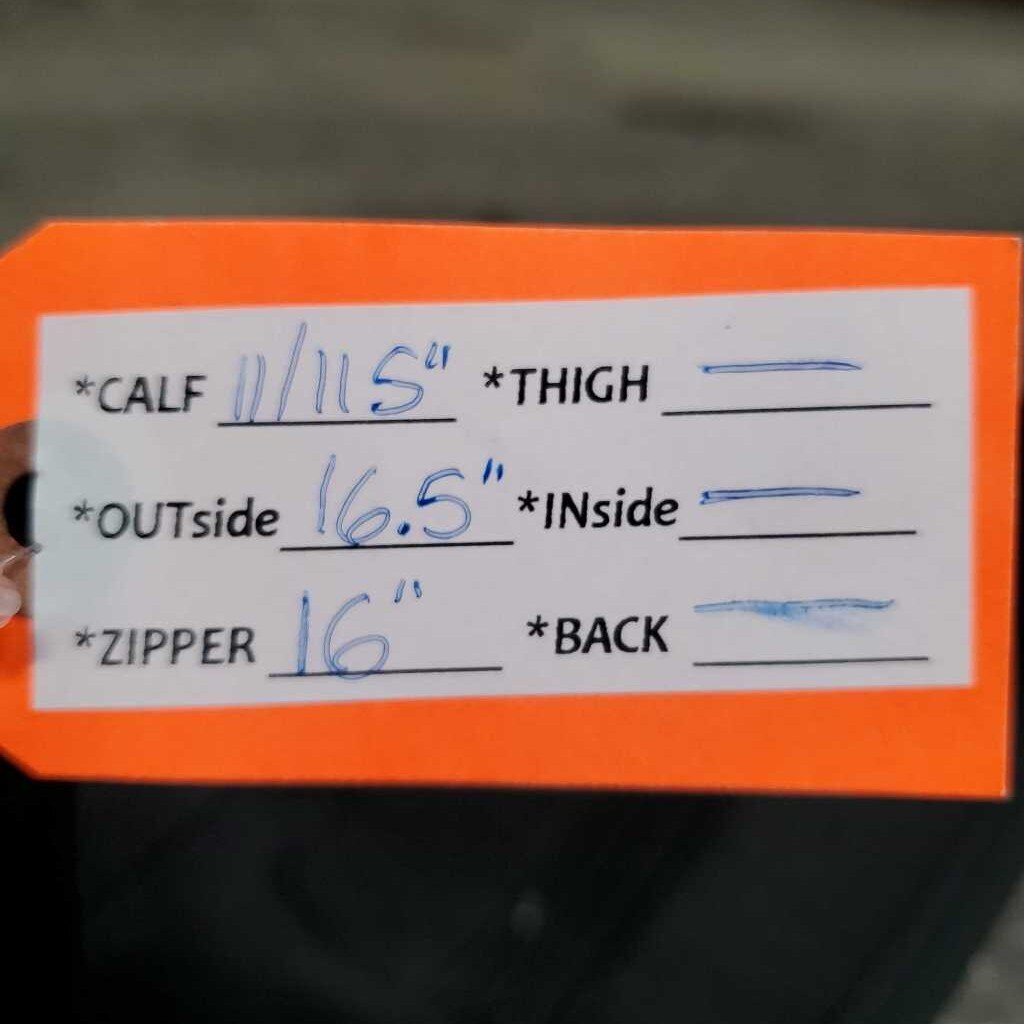 *CALF 11/11 5" *THIGH —
*OUTside 16.5" *INside —
*ZIPPER 16" *BACK —